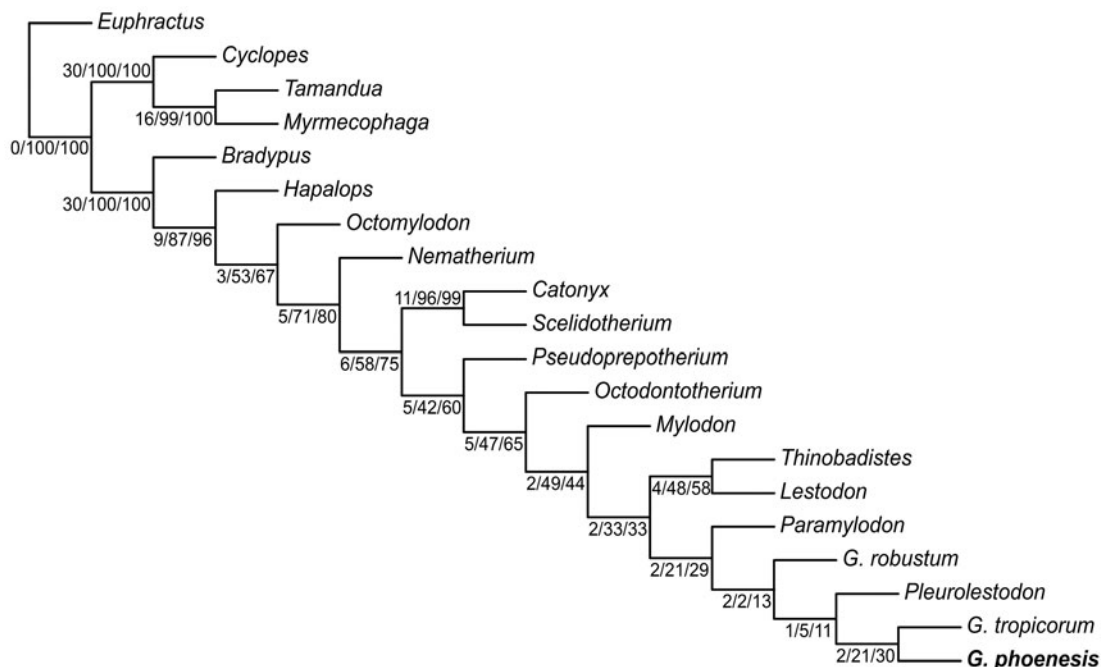 Euphractus
Cyclopes
30/100/100
Tamandua
16/99/100
Myrmecophaga
0/100/100
Bradypus
Hapalops
30/100/100
Octomylodon
9/87/96
Nematherium
3/53/67
Catonyx
11/96/99
5/71/80
Scelidotherium
6/58/75
Pseudoprepotherium
Octodontotherium
5/42/60
Mylodon
5/47/65
Thinobadistes
2/49/44
4/48/58
Lestodon
2/33/33
Paramylodon
G. robustum
2/21/29
Pleurolestodon
2/2/13
G. tropicorum
1/5/11
2/21/30
G. phoenesis